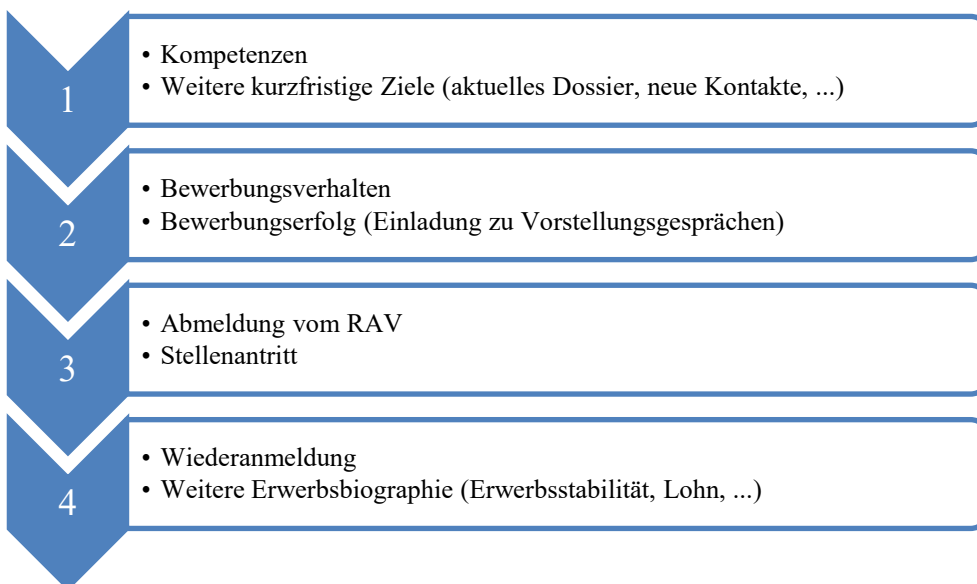 1
• Kompetenzen
• Weitere kurzfristige Ziele (aktuelles Dossier, neue Kontakte, ...)
2
• Bewerbungsverhalten
• Bewerbungserfolg (Einladung zu Vorstellungsgesprächen)
3
• Abmeldung vom RAV
• Stellenantritt
4
• Wiederanmeldung
• Weitere Erwerbsbiographie (Erwerbsstabilität, Lohn, ...)